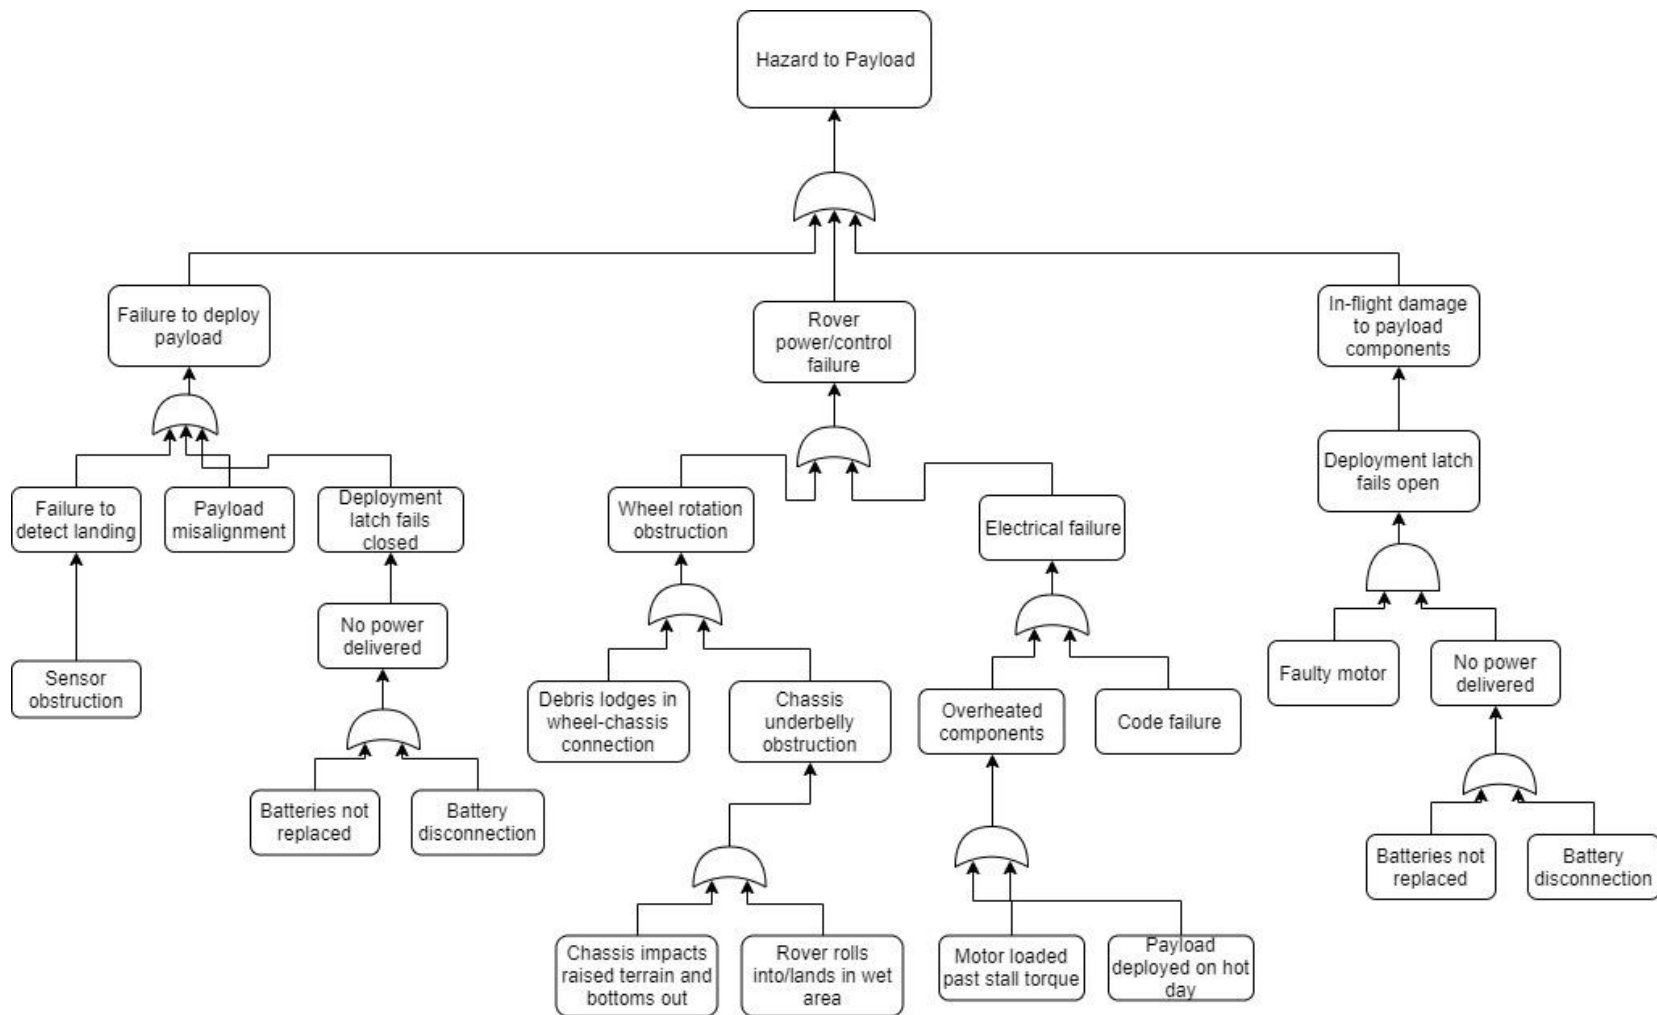 Hazard to Payload
Failure to deploy
payload
Rover
power/control
failure
In-flight damage
to payload
components
Failure to
detect landing
Payload
misalignment
Deployment
latch fails
closed
Wheel rotation
obstruction
Electrical failure
Deployment latch
fails open
No power
delivered
Sensor
obstruction
Debris lodges in
wheel-chassis
connection
Chassis
underbelly
obstruction
Overheated
components
Code failure
Faulty motor
No power
delivered
Batteries not
replaced
Battery
disconnection
Batteries not
replaced
Battery
disconnection
Chassis impacts
raised terrain and
bottoms out
Rover rolls
into/lands in wet
area
Motor loaded
past stall torque
Payload
deployed on hot
day